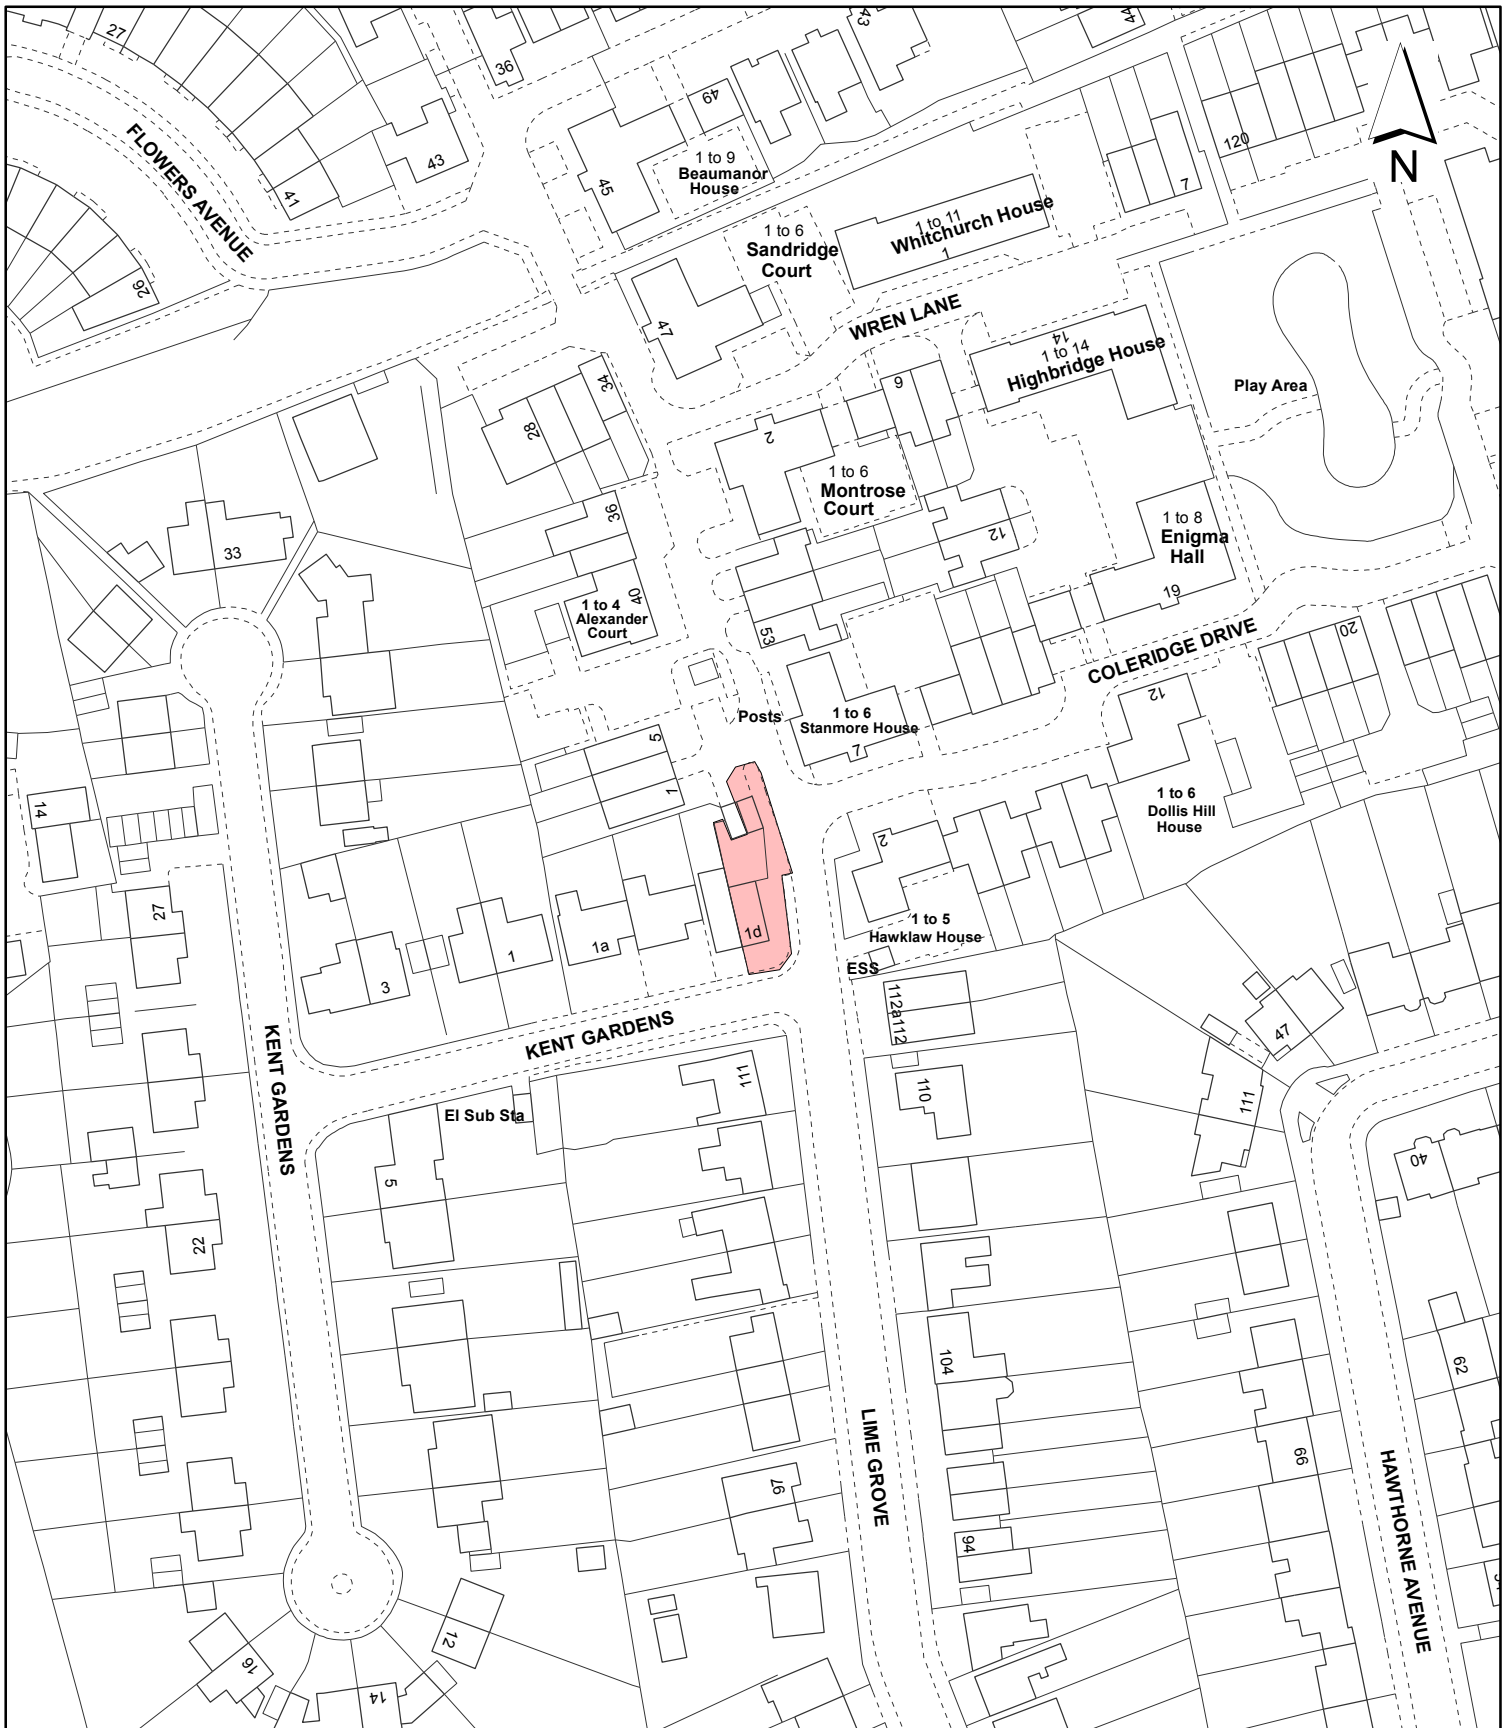 27
36
43
44
49
FLOWERS AVENUE
41
43
45
1 to 9
Beaumanor
House
120
7
N
26
1 to 6
Sandridge
Court
1 to 11
Whitchurch House
1
47
WREN LANE
14
1 to 14
Highbridge House
Play Area
34
28
9
2
1 to 6
Montrose
Court
36
12
1 to 8
Enigma
Hall
33
40
1 to 4
Alexander
Court
53
19
COLERIDGE DRIVE
20
12
Posts
1 to 6
Stanmore House
7
5
1
14
1 to 6
Dollis Hill
House
2
27
1d
1a
1
3
1 to 5
Hawklaw House
ESS
112a
112
47
KENT GARDENS
KENT GARDENS
111
110
111
El Sub Sta
5
40
22
104
62
LIME GROVE
66
HAWTHORNE AVENUE
97
94
12
16
14